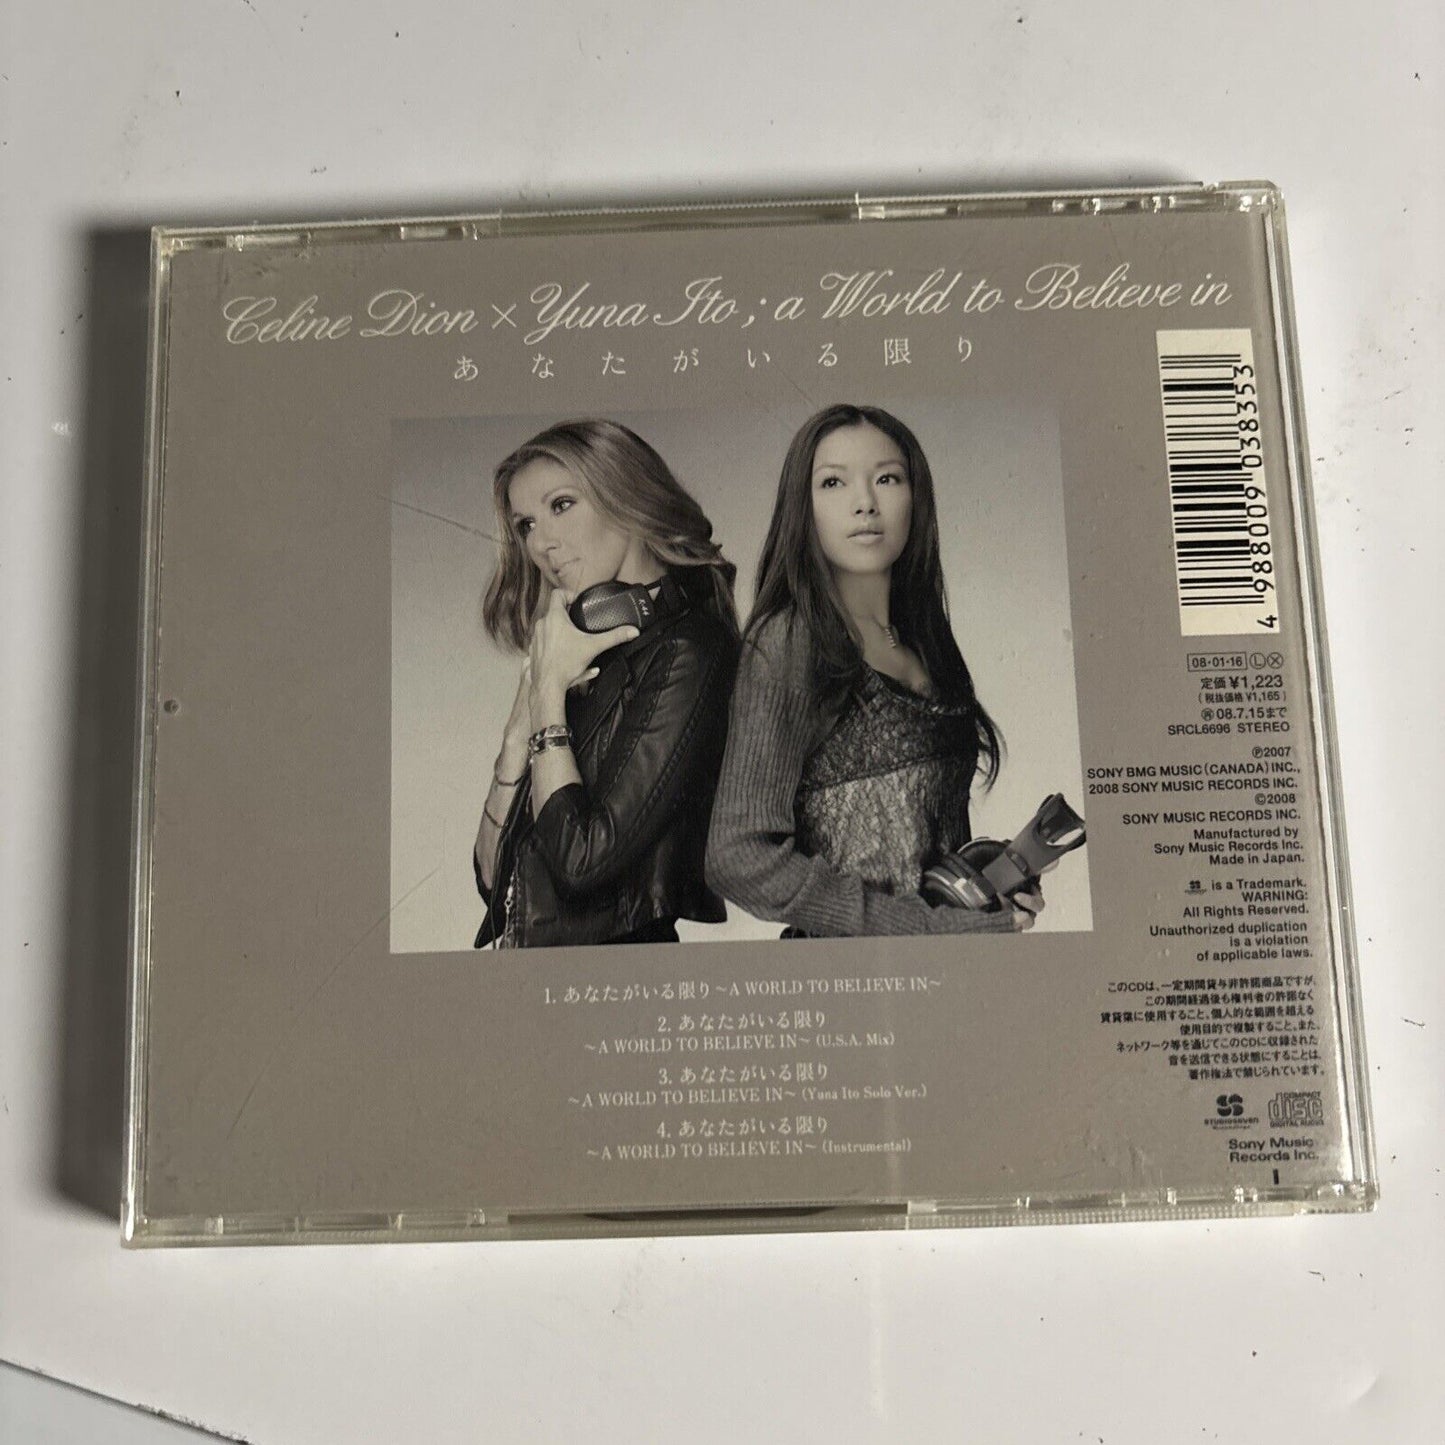 Celine Dion × Yuna Ito ; a World to Believe in
あなたがいる限り
4 988009 038353
K-44
08·01·16 Ⓛ Ⓧ
定価¥1,223
(税抜価格¥1,165)
08.7.15まで
SRCL6696 STEREO
℗2007
SONY BMG MUSIC (CANADA) INC.,
2008 SONY MUSIC RECORDS INC.
©2008
SONY MUSIC RECORDS INC.
Manufactured by
Sony Music Records Inc.
Made in Japan.
is a Trademark.
WARNING:
All Rights Reserved.
Unauthorized duplication
is a violation
of applicable laws.
このCDは、一定期間貸与非許諾商品ですが、
この期間経過後も権利者の許諾なく
賃貸業に使用すること、個人的な範囲を超える
使用目的で複製すること、また、
ネットワーク等を通じてこのCDに収録された
音を送信できる状態にすることは、
著作権法で禁じられています。
STUDIOSEVEN
Recordings
COMPACT
disc
DIGITAL AUDIO
Sony Music
Records Inc.
I
1. あなたがいる限り～A WORLD TO BELIEVE IN～
2. あなたがいる限り
～A WORLD TO BELIEVE IN～ (U.S.A. Mix)
3. あなたがいる限り
～A WORLD TO BELIEVE IN～ (Yuna Ito Solo Ver.)
4. あなたがいる限り
～A WORLD TO BELIEVE IN～ (Instrumental)